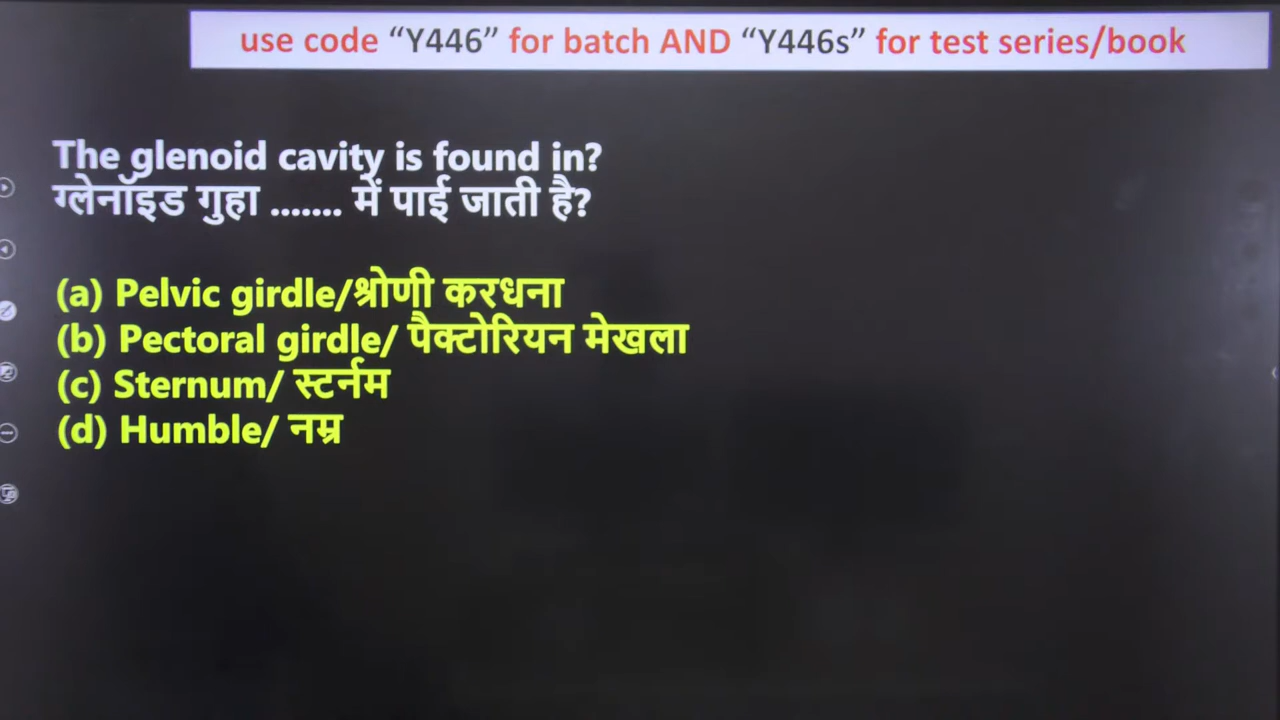 use code “Y446” for batch AND “Y446s” for test series/book
The glenoid cavity is found in?
ग्लेनॉइड गुहा ....... में पाई जाती है?
(a) Pelvic girdle/श्रोणी करधना
(b) Pectoral girdle/ पैक्टोरियन मेखला
(c) Sternum/ स्टर्नम
(d) Humble/ नम्र